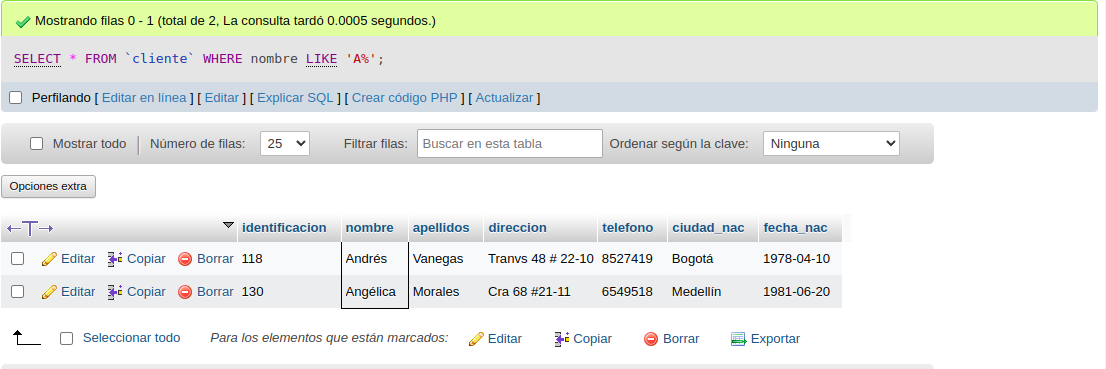 Mostrando filas 0 - 1 (total de 2, La consulta tardó 0.0005 segundos.)
SELECT * FROM `cliente` WHERE nombre LIKE 'A%';
Perfilando [ Editar en línea ] [ Editar ] [ Explicar SQL ] [ Crear código PHP ] [ Actualizar ]
Mostrar todo Número de filas: 25 Filtrar filas: Buscar en esta tabla Ordenar según la clave: Ninguna
Opciones extra
identificacion nombre apellidos direccion telefono ciudad_nac fecha_nac
Editar Copiar Borrar 118 Andrés Vanegas Tranvs 48 # 22-10 8527419 Bogotá 1978-04-10
Editar Copiar Borrar 130 Angélica Morales Cra 68 #21-11 6549518 Medellín 1981-06-20
Seleccionar todo Para los elementos que están marcados: Editar Copiar Borrar Exportar